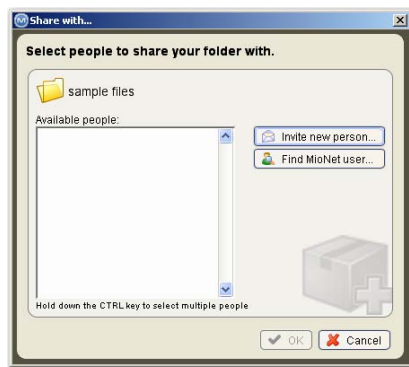 Share with...
Select people to share your folder with.
sample files
Available people:
Invite new person...
Find MioNet user...
Hold down the CTRL key to select multiple people
OK
Cancel